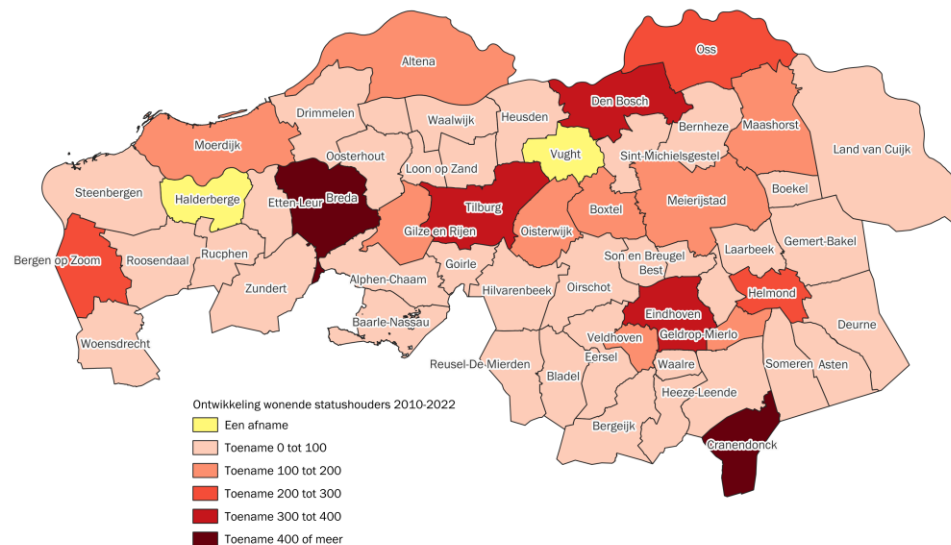 Oss
Altena
Den Bosch
Drimmelen
Heusden
Waalwijk
Bernheze
Maashorst
Moerdijk
Land van Cuijk
Oosterhout
Vught
Sint-Michielsgestel
Loon op Zand
Steenbergen
Boekel
Halderberge
Etten-Leur
Breda
Meierijstad
Tilburg
Boxtel
Gilze en Rijen
Oisterwijk
Gemert-Bakel
Laarbeek
Bergen op Zoom
Roosendaal
Rucphen
Son en Breugel
Goirle
Best
Alphen-Chaam
Zundert
Hilvarenbeek
Oirschot
Helmond
Eindhoven
Baarle-Nassau
Deurne
Veldhoven
Geldrop-Mierlo
Woensdrecht
Eersel
Reusel-De-Mierden
Waalre
Someren
Asten
Bladel
Heeze-Leende
Bergeijk
Cranendonck
Ontwikkeling wonende statushouders 2010-2022
Een afname
Toename 0 tot 100
Toename 100 tot 200
Toename 200 tot 300
Toename 300 tot 400
Toename 400 of meer